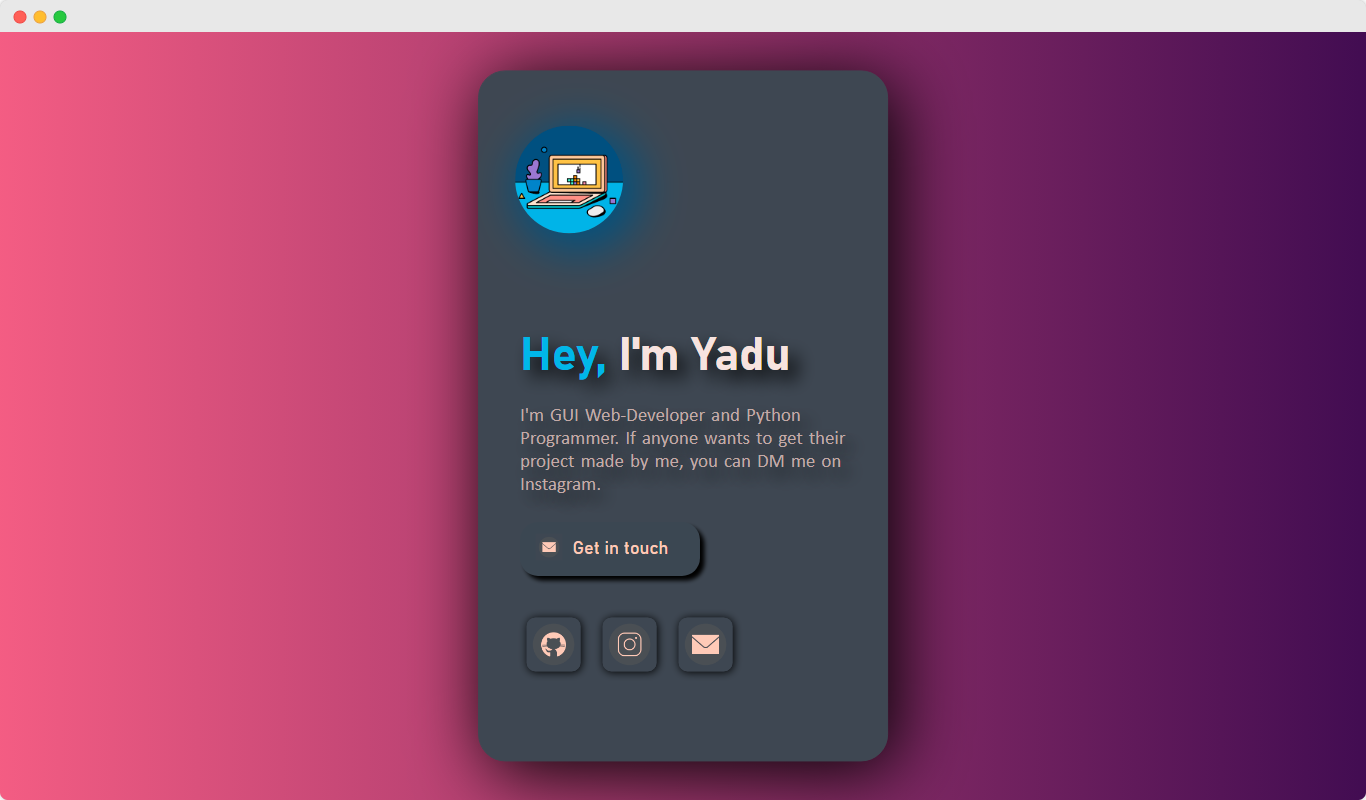 Hey, I'm Yadu
I'm GUI Web-Developer and Python
Programmer. If anyone wants to get their
project made by me, you can DM me on
Instagram.
Get in touch